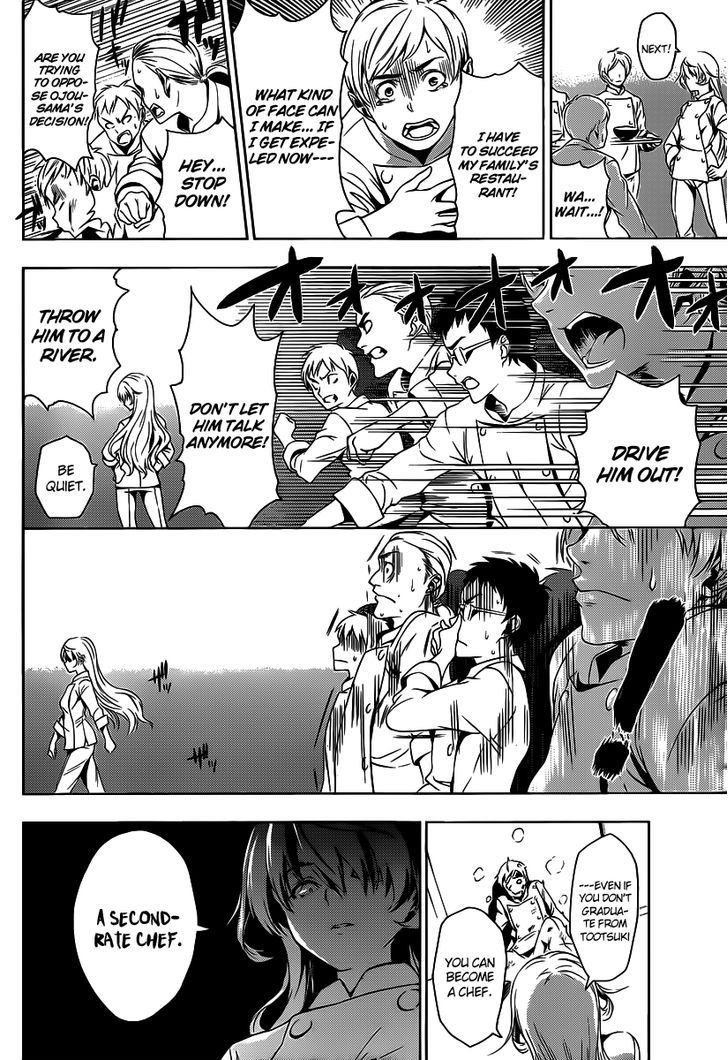 NEXT!
WA...
WAIT...!
I HAVE
TO SUCCEED
MY FAMILY'S
RESTAU-
RANT!
WHAT KIND
OF FACE CAN
I MAKE... IF
I GET EXPE-
LED NOW---
HEY...
STOP
DOWN!
ARE YOU
TRYING
TO OPPO-
SE OJOU-
SAMA'S
DECISION!
DRIVE
HIM OUT!
DON'T LET
HIM TALK
ANYMORE!
THROW
HIM TO A
RIVER.
BE
QUIET.
---EVEN IF
YOU DON'T
GRADUA-
TE FROM
TOOTSUKI
YOU CAN
BECOME
A CHEF.
A SECOND-
RATE CHEF.